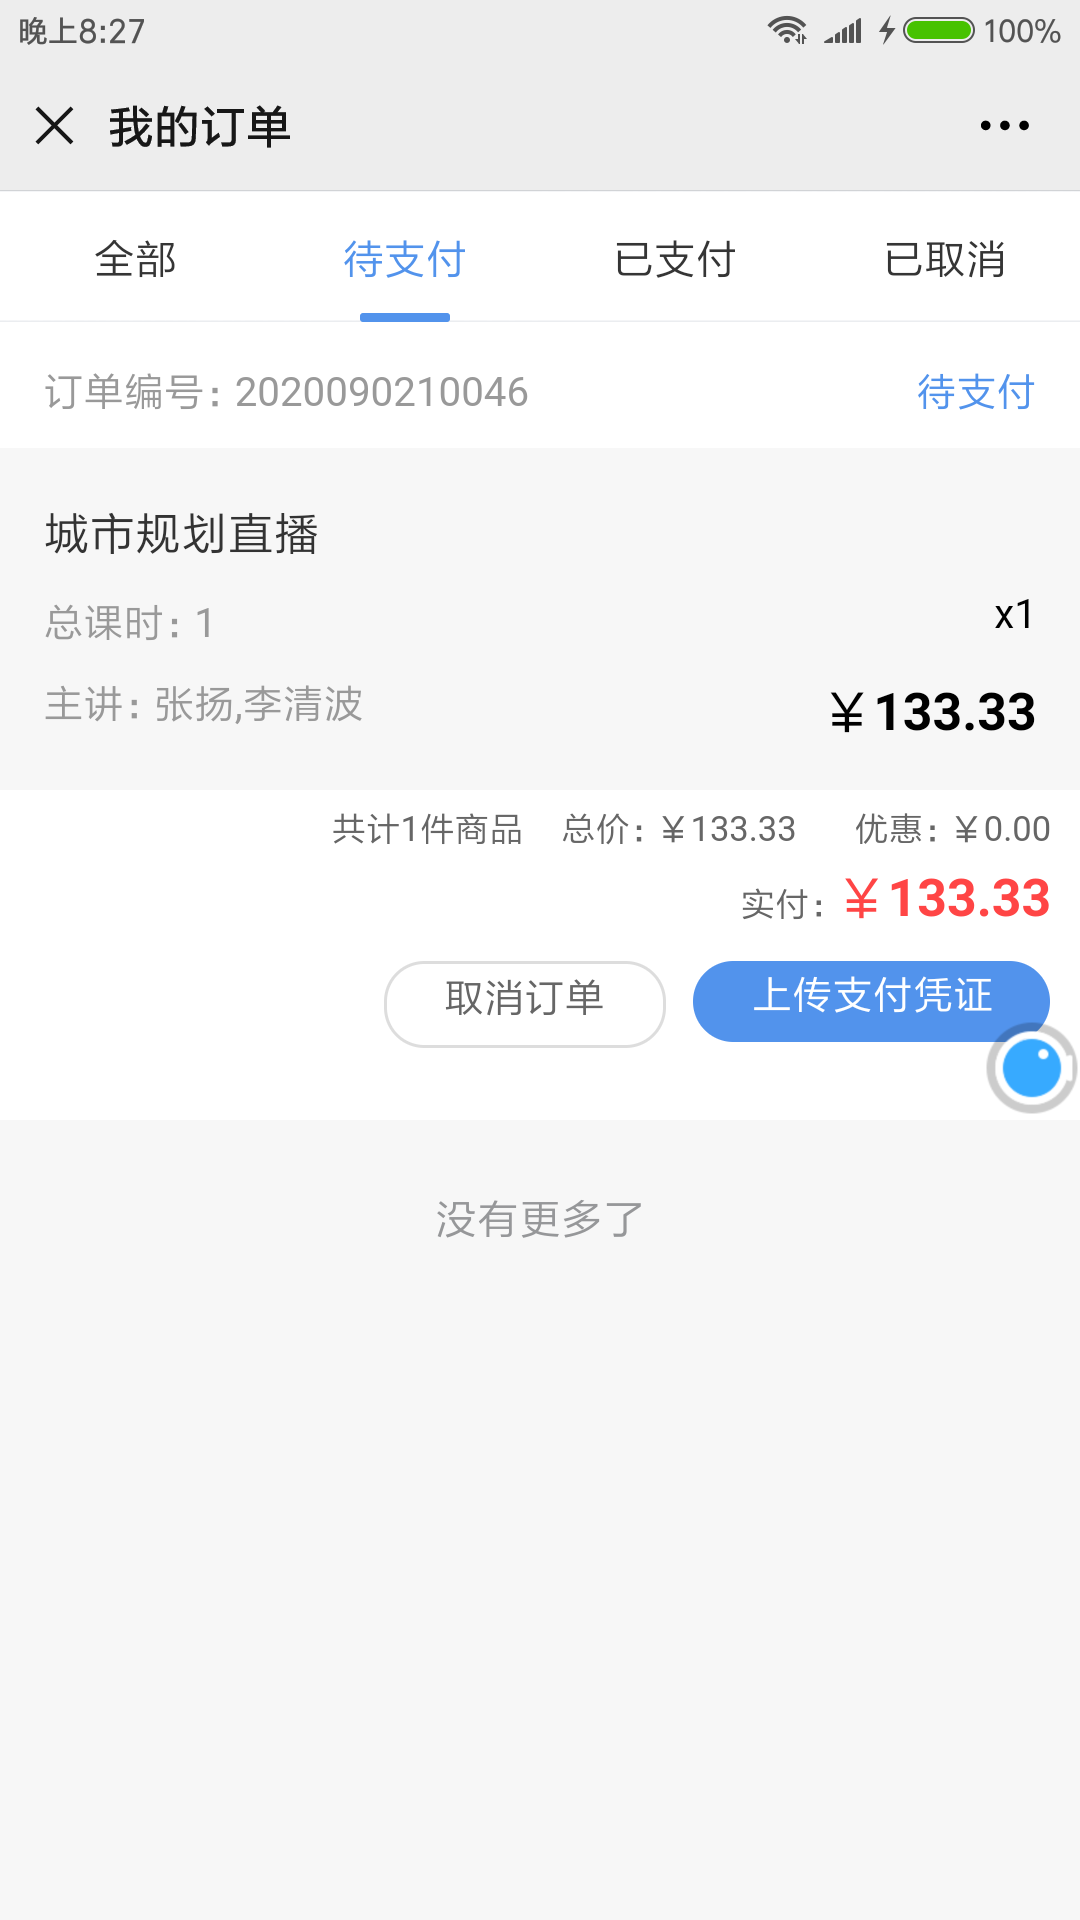 晚上8:27 100%
我的订单
全部 待支付 已支付 已取消
订单编号: 2020090210046 待支付
城市规划直播
总课时: 1 x1
主讲: 张扬,李清波 ￥133.33
共计1件商品 总价: ￥133.33 优惠: ￥0.00
实付: ￥133.33
取消订单 上传支付凭证
没有更多了